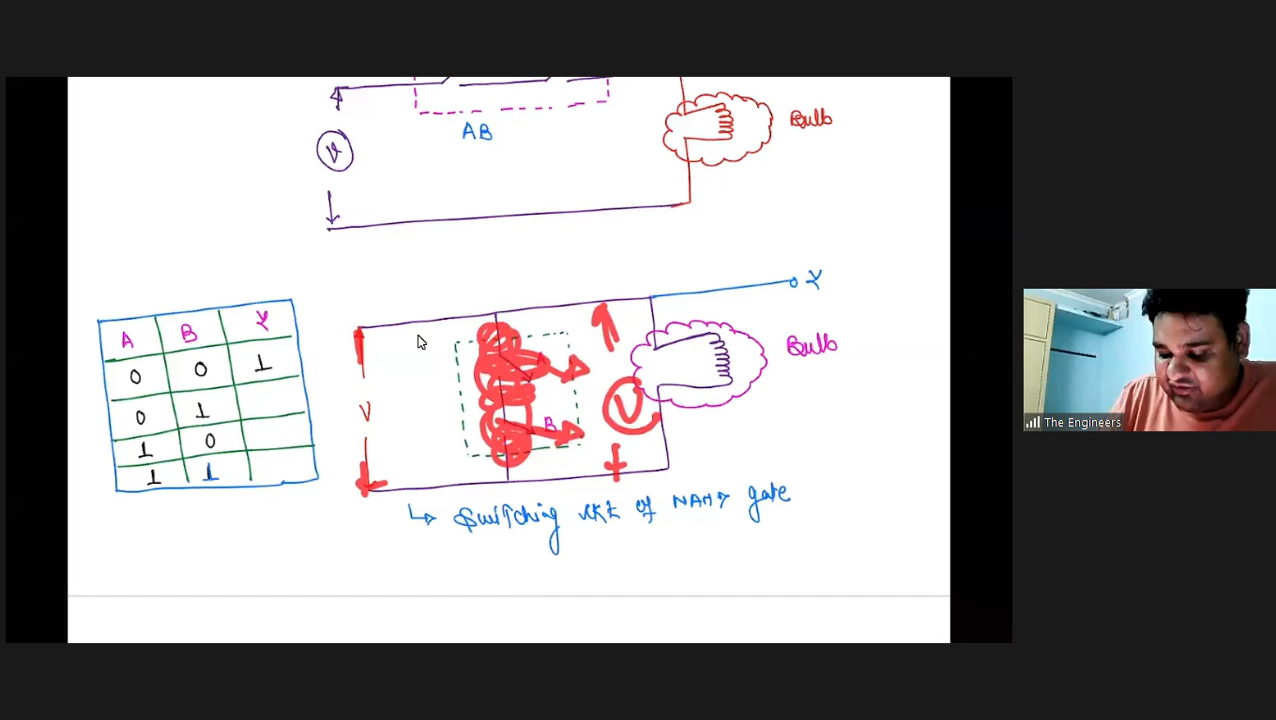 Bulb
AB
V
Y
A B Y
0 0 1
0 1
1 0
1 1
V
B
V
Bulb
↳ Switching ckt of NAND gate
The Engineers